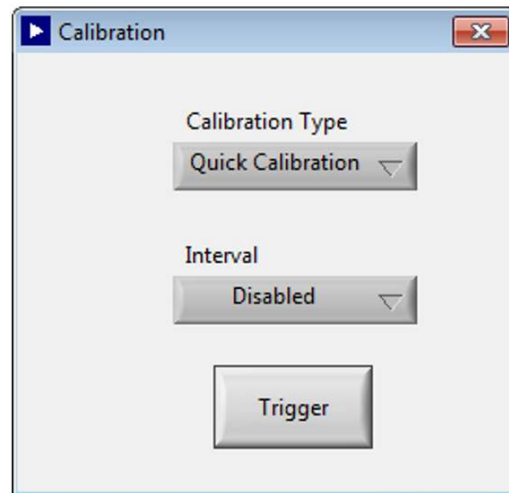 Calibration
Calibration Type
Quick Calibration
Interval
Disabled
Trigger